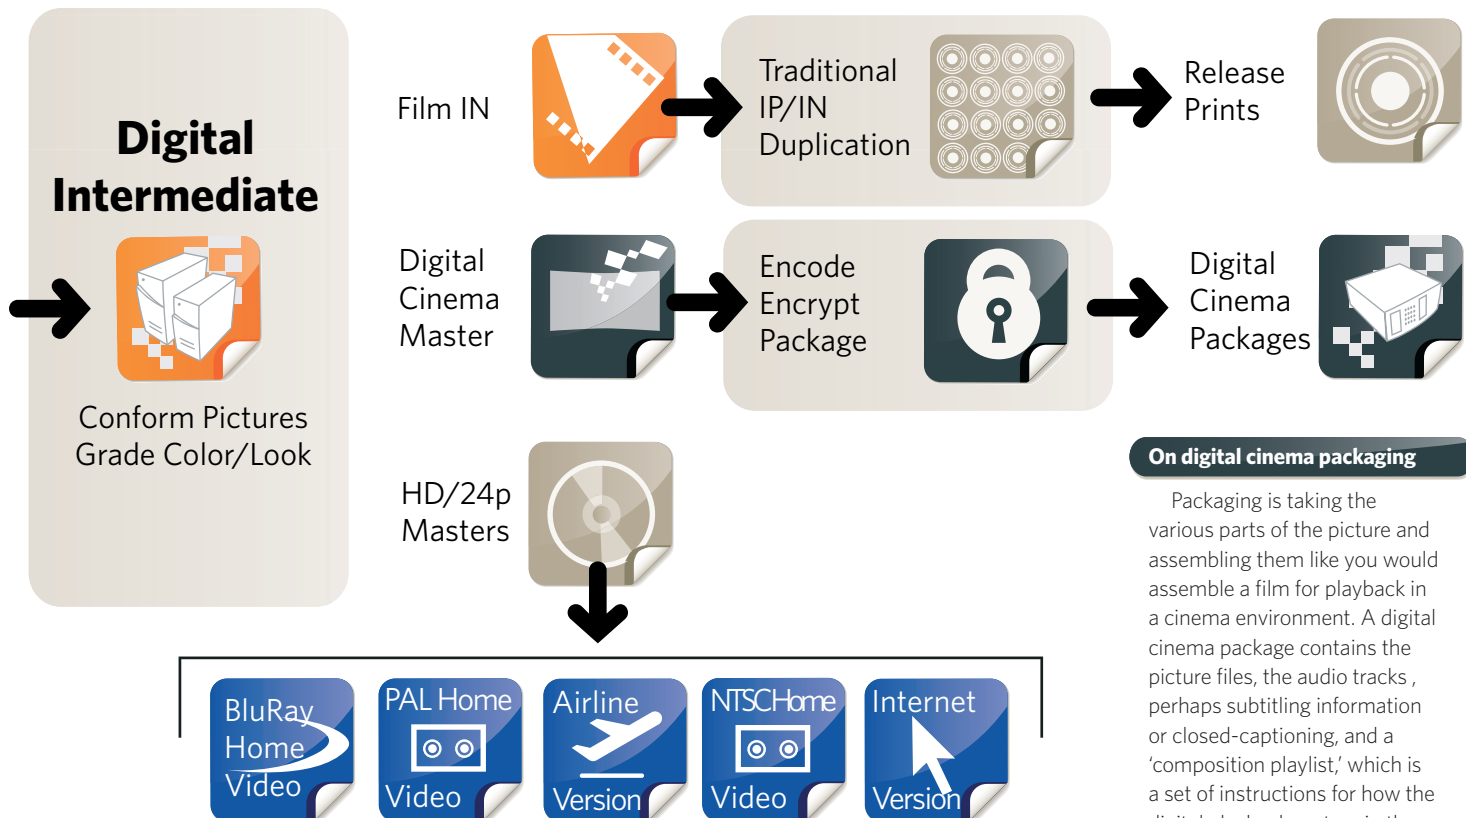 Digital
Intermediate
Conform Pictures
Grade Color/Look
Film IN
Traditional
IP/IN
Duplication
Release
Prints
Digital
Cinema
Master
Encode
Encrypt
Package
Digital
Cinema
Packages
HD/24p
Masters
BluRay
Home
Video
PAL Home
Video
Airline
Version
NTSCHome
Video
Internet
Version
On digital cinema packaging
Packaging is taking the
various parts of the picture and
assembling them like you would
assemble a film for playback in
a cinema environment. A digital
cinema package contains the
picture files, the audio tracks ,
perhaps subtitling information
or closed-captioning, and a
‘composition playlist,’ which is
a set of instructions for how the